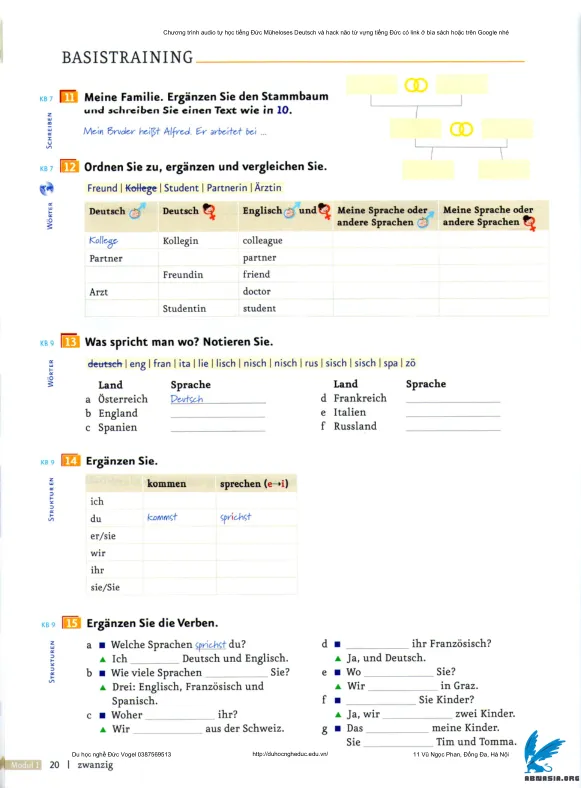 Chương trình audio tự học tiếng Đức Müheloses Deutsch và hack não từ vựng tiếng Đức có link ở bìa sách hoặc trên Google nhé
BASISTRAINING
KB 7 11 Meine Familie. Ergänzen Sie den Stammbaum
und schreiben Sie einen Text wie in 10.
SCHREIBEN
Mein Bruder heißt Alfred. Er arbeitet bei ...
KB 7 12 Ordnen Sie zu, ergänzen und vergleichen Sie.
WÖRTER
Freund | Kollege | Student | Partnerin | Ärztin
Deutsch Deutsch Englisch und Meine Sprache oder Meine Sprache oder
andere Sprachen andere Sprachen
Kollege Kollegin colleague
Partner partner
Freundin friend
Arzt doctor
Studentin student
KB 9 13 Was spricht man wo? Notieren Sie.
WÖRTER
deutsch | eng | fran | ita | lie | lisch | nisch | nisch | rus | sisch | sisch | spa | zö
Land Sprache Land Sprache
a Österreich Deutsch d Frankreich
b England e Italien
c Spanien f Russland
KB 9 14 Ergänzen Sie.
STRUKTUREN
kommen sprechen (e→i)
ich
du kommst sprichst
er/sie
wir
ihr
sie/Sie
KB 9 15 Ergänzen Sie die Verben.
STRUKTUREN
a ■ Welche Sprachen sprichst du?
▲ Ich ________ Deutsch und Englisch.
b ■ Wie viele Sprachen ________ Sie?
▲ Drei: Englisch, Französisch und
Spanisch.
c ■ Woher ________ ihr?
▲ Wir ________ aus der Schweiz.
d ■ ________ ihr Französisch?
▲ Ja, und Deutsch.
e ■ Wo ________ Sie?
▲ Wir ________ in Graz.
f ■ ________ Sie Kinder?
▲ Ja, wir ________ zwei Kinder.
g ■ Das ________ meine Kinder.
Sie ________ Tim und Tomma.
Du học nghề Đức Vogel 0387569513 http://duhocngheduc.edu.vn/ 11 Vũ Ngọc Phan, Đống Đa, Hà Nội
Modul 1 20 | zwanzig
ABWASIA.ORG